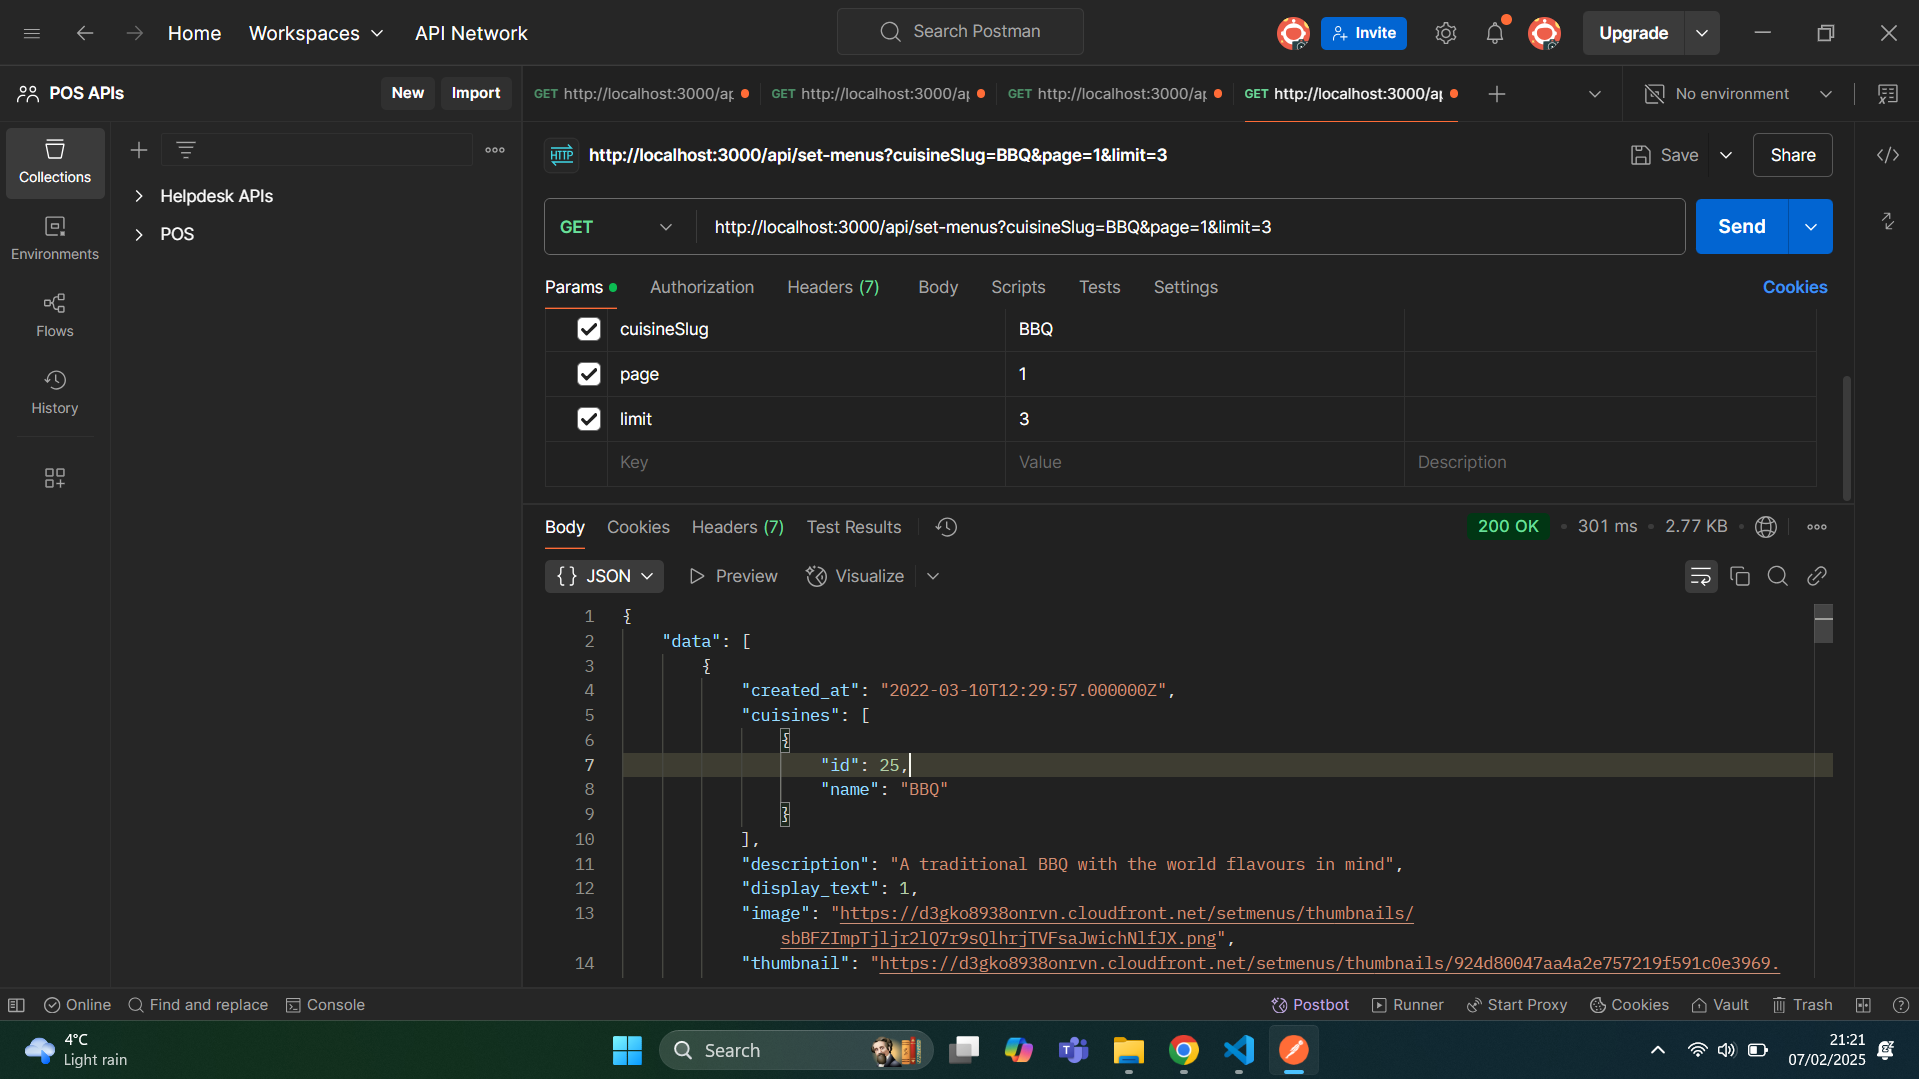 Home Workspaces API Network Search Postman Invite Upgrade
POS APIs New Import GET http://localhost:3000/ap GET http://localhost:3000/ap GET http://localhost:3000/ap GET http://localhost:3000/ap No environment
HTTP http://localhost:3000/api/set-menus?cuisineSlug=BBQ&page=1&limit=3 Save Share
Collections
Environments
Flows
History
Helpdesk APIs
POS
GET http://localhost:3000/api/set-menus?cuisineSlug=BBQ&page=1&limit=3 Send
Params Authorization Headers (7) Body Scripts Tests Settings Cookies
cuisineSlug BBQ
page 1
limit 3
Key Value Description
Body Cookies Headers (7) Test Results 200 OK 301 ms 2.77 KB
{} JSON Preview Visualize
1 {
2 "data": [
3 {
4 "created_at": "2022-03-10T12:29:57.000000Z",
5 "cuisines": [
6 {
7 "id": 25,
8 "name": "BBQ"
9 }
10 ],
11 "description": "A traditional BBQ with the world flavours in mind",
12 "display_text": 1,
13 "image": "https://d3gko8938onrvn.cloudfront.net/setmenus/thumbnails/
sbBFZImpTjljr2lQ7r9sQlhrjTVFsaJwichNlfJX.png",
14 "thumbnail": "https://d3gko8938onrvn.cloudfront.net/setmenus/thumbnails/924d80047aa4a2e757219f591c0e3969.
Online Find and replace Console Postbot Runner Start Proxy Cookies Vault Trash
4°C
Light rain
Search
21:21
07/02/2025